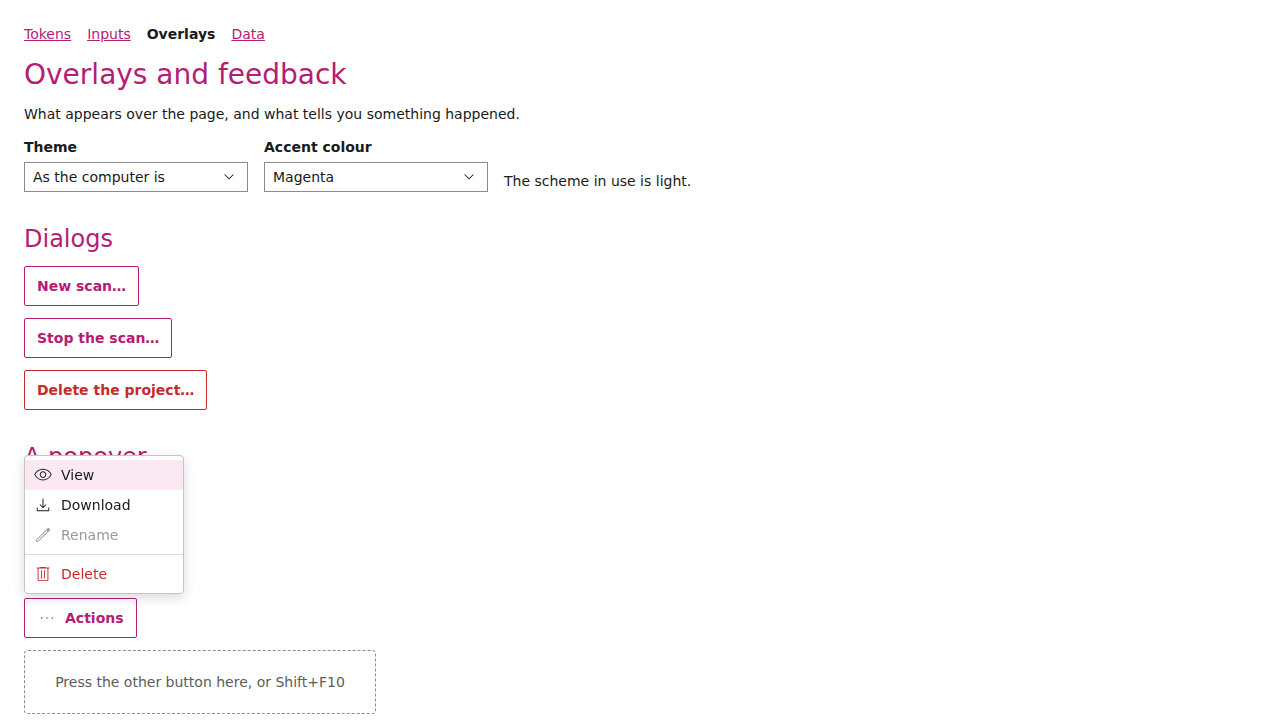 Tokens Inputs Overlays Data
Overlays and feedback
What appears over the page, and what tells you something happened.
Theme Accent colour
As the computer is Magenta The scheme in use is light.
Dialogs
New scan…
Stop the scan…
Delete the project…
A popover
View
Download
Rename
Delete
Actions
Press the other button here, or Shift+F10